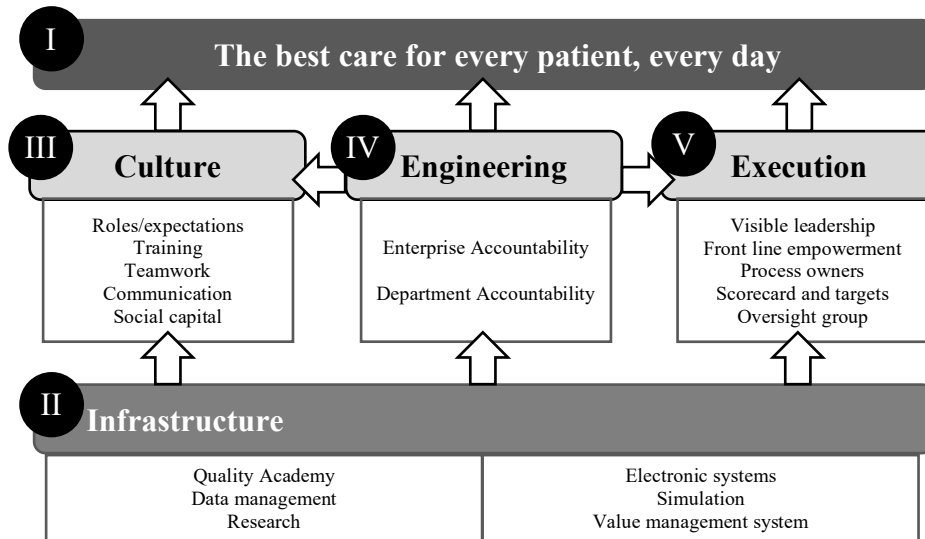 I
The best care for every patient, every day
III
Culture
IV
Engineering
V
Execution
Roles/expectations
Training
Teamwork
Communication
Social capital
Enterprise Accountability
Department Accountability
Visible leadership
Front line empowerment
Process owners
Scorecard and targets
Oversight group
II
Infrastructure
Quality Academy
Data management
Research
Electronic systems
Simulation
Value management system